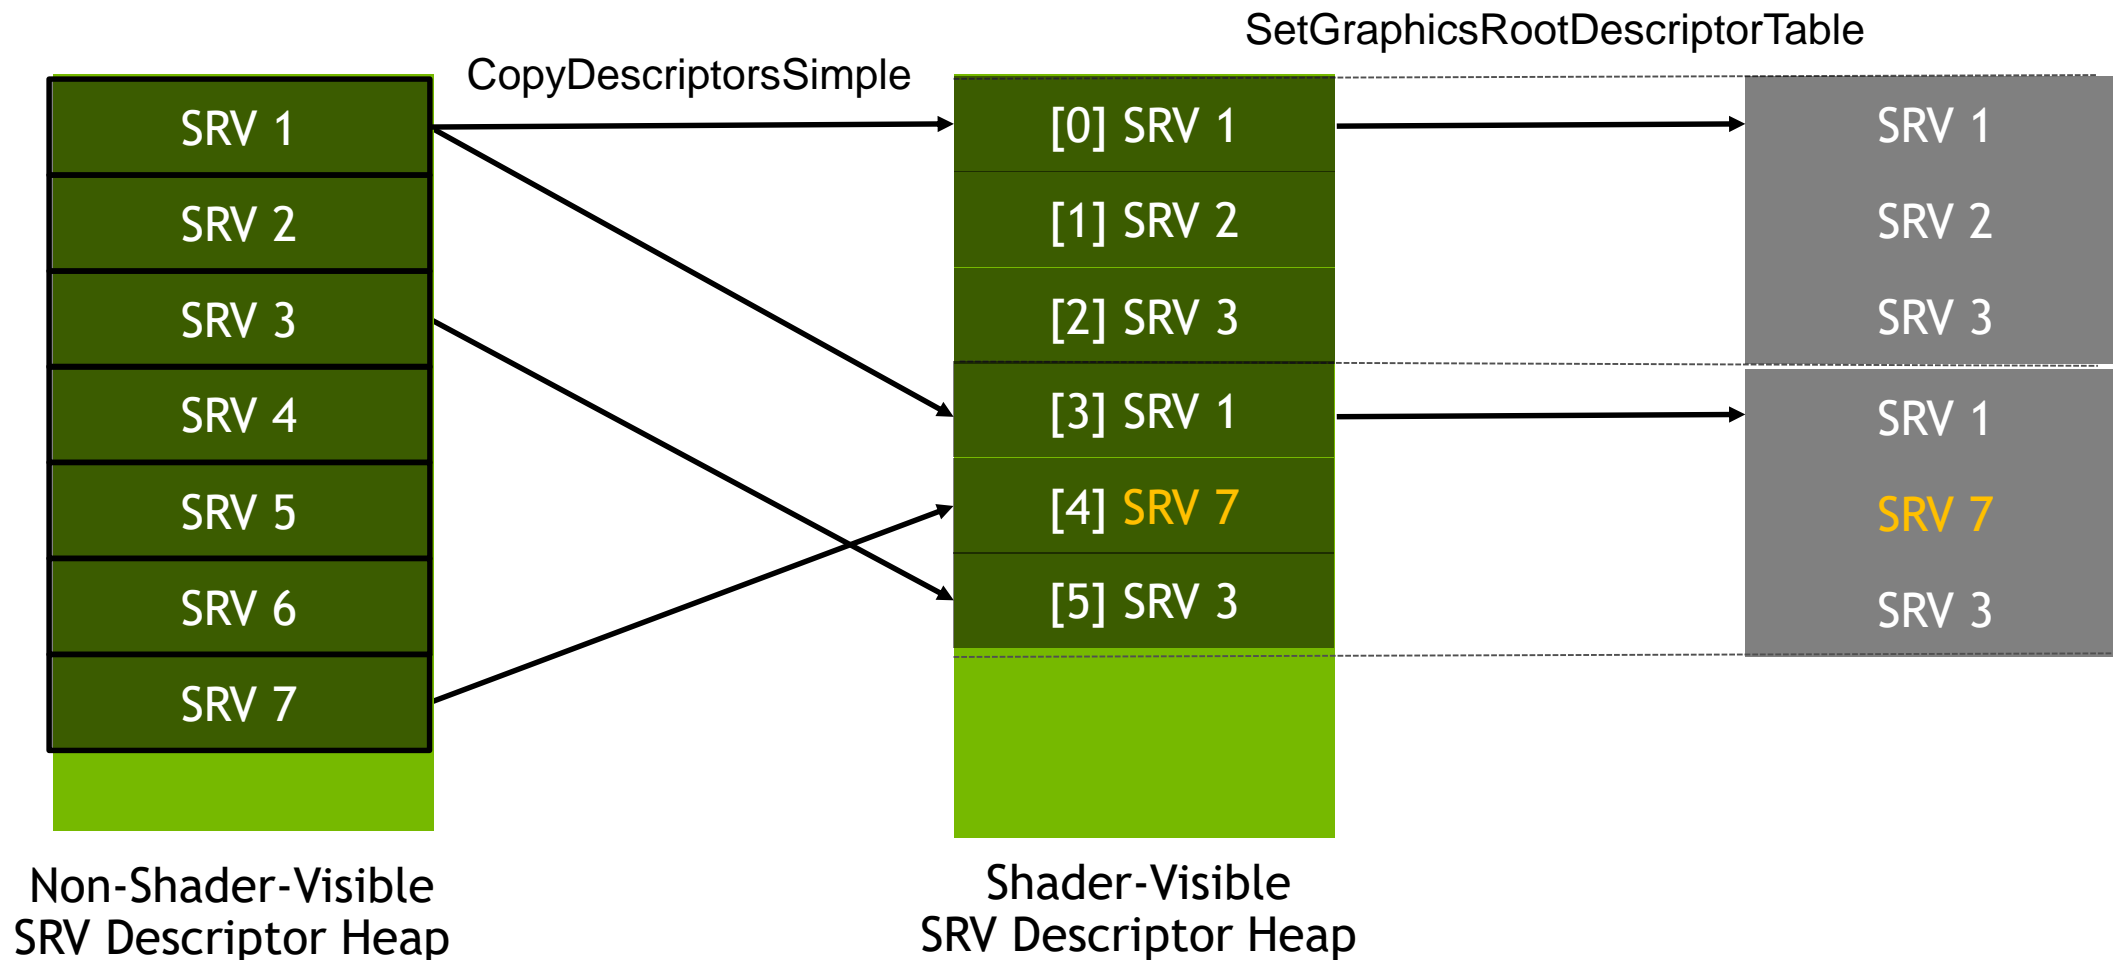 SetGraphicsRootDescriptorTable
CopyDescriptorsSimple
SRV 1
SRV 2
SRV 3
SRV 4
SRV 5
SRV 6
SRV 7
Non-Shader-Visible
SRV Descriptor Heap
[0] SRV 1
[1] SRV 2
[2] SRV 3
[3] SRV 1
[4] SRV 7
[5] SRV 3
Shader-Visible
SRV Descriptor Heap
SRV 1
SRV 2
SRV 3
SRV 1
SRV 7
SRV 3